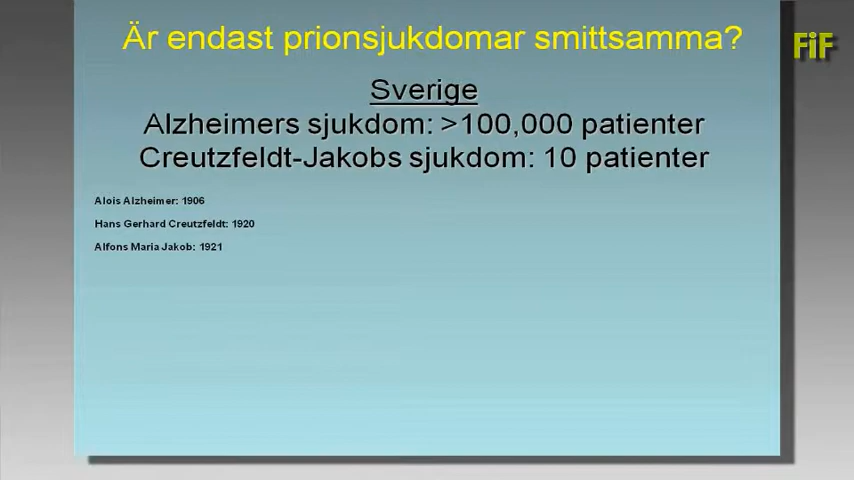 Är endast prionsjukdomar smittsamma?
FiF
Sverige
Alzheimers sjukdom: >100,000 patienter
Creutzfeldt-Jakobs sjukdom: 10 patienter
Alois Alzheimer: 1906
Hans Gerhard Creutzfeldt: 1920
Alfons Maria Jakob: 1921